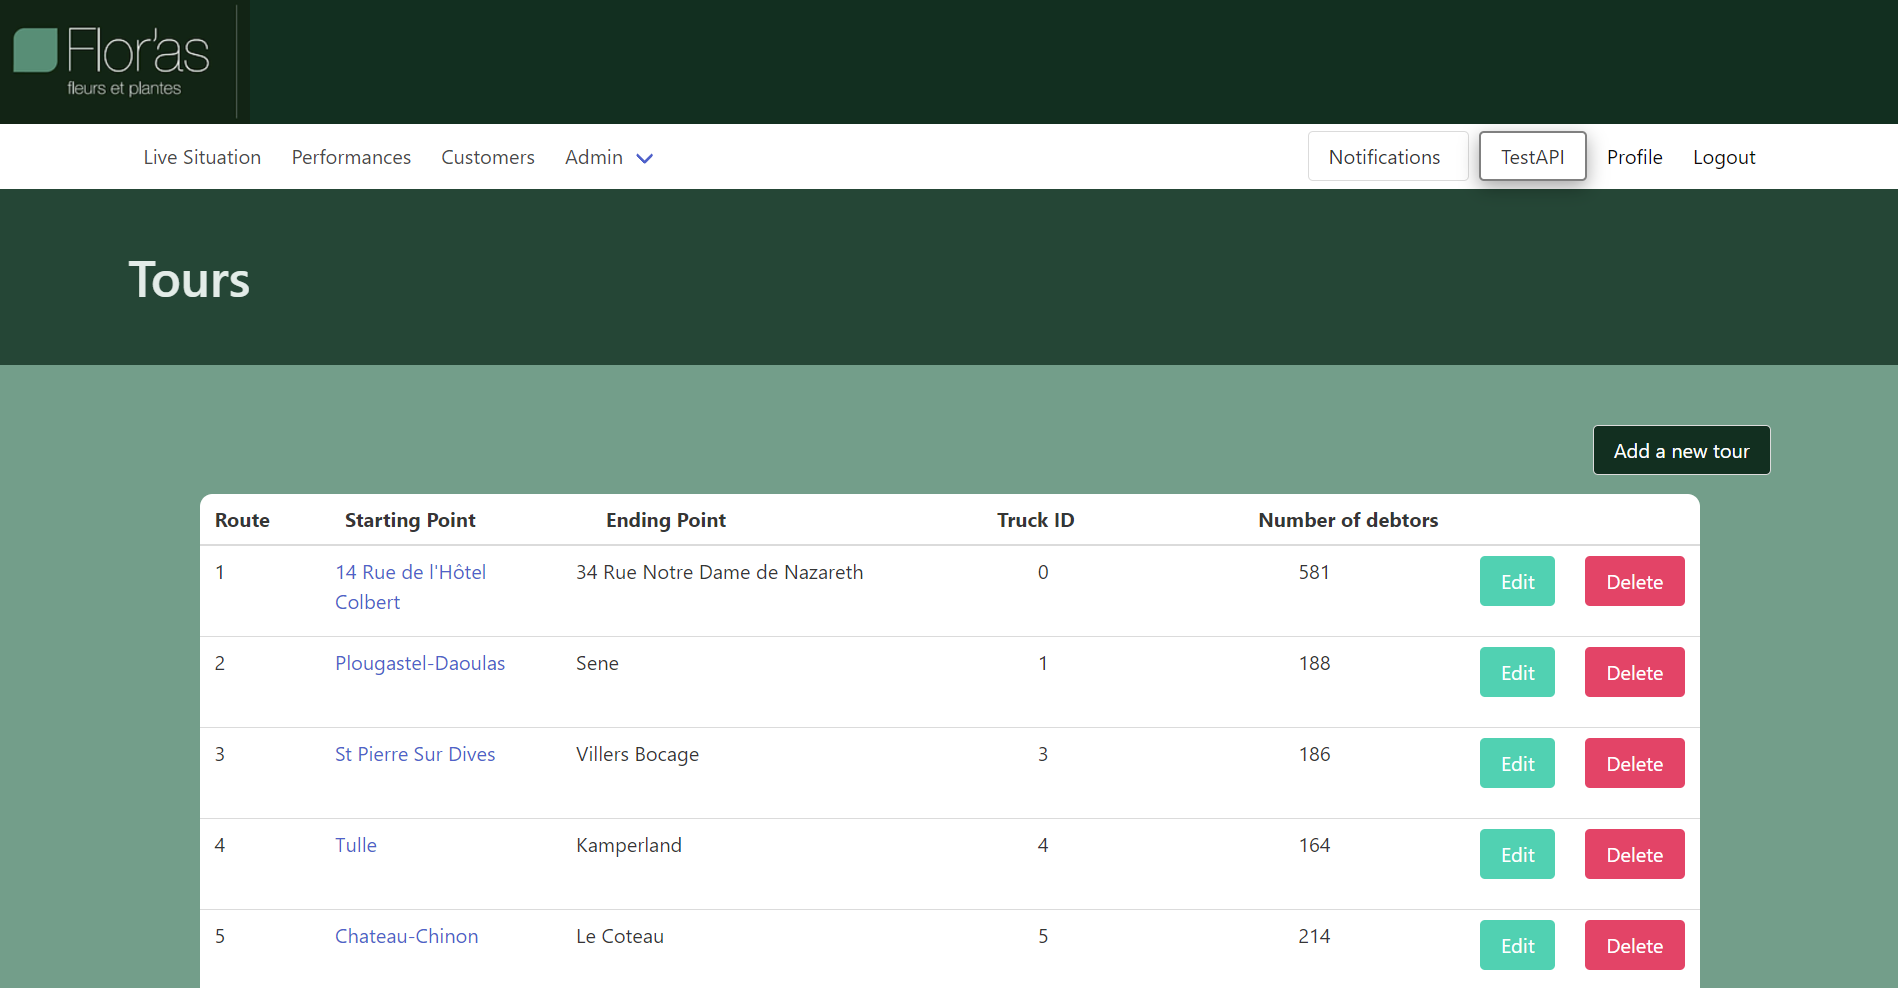 Flor'as
fleurs et plantes
Live Situation Performances Customers Admin Notifications TestAPI Profile Logout
Tours
Add a new tour
Route Starting Point Ending Point Truck ID Number of debtors
1 14 Rue de l'Hôtel Colbert 34 Rue Notre Dame de Nazareth 0 581 Edit Delete
2 Plougastel-Daoulas Sene 1 188 Edit Delete
3 St Pierre Sur Dives Villers Bocage 3 186 Edit Delete
4 Tulle Kamperland 4 164 Edit Delete
5 Chateau-Chinon Le Coteau 5 214 Edit Delete